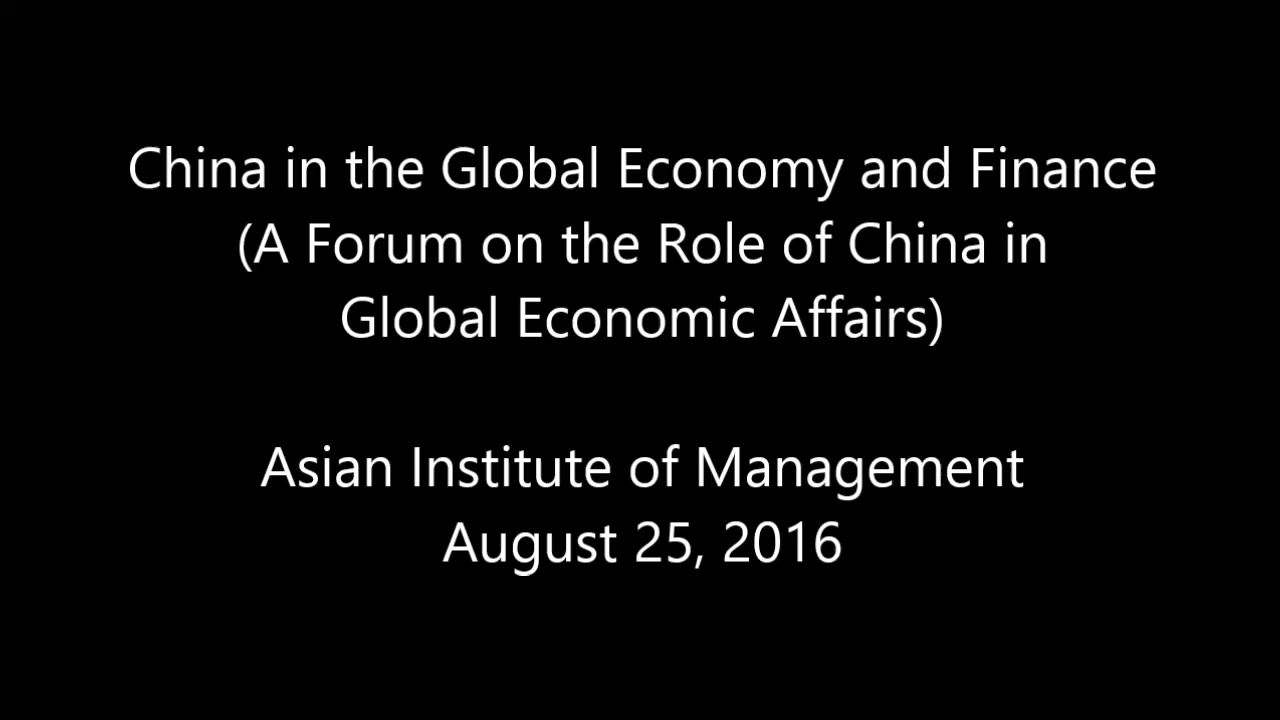 China in the Global Economy and Finance
(A Forum on the Role of China in
Global Economic Affairs)
Asian Institute of Management
August 25, 2016